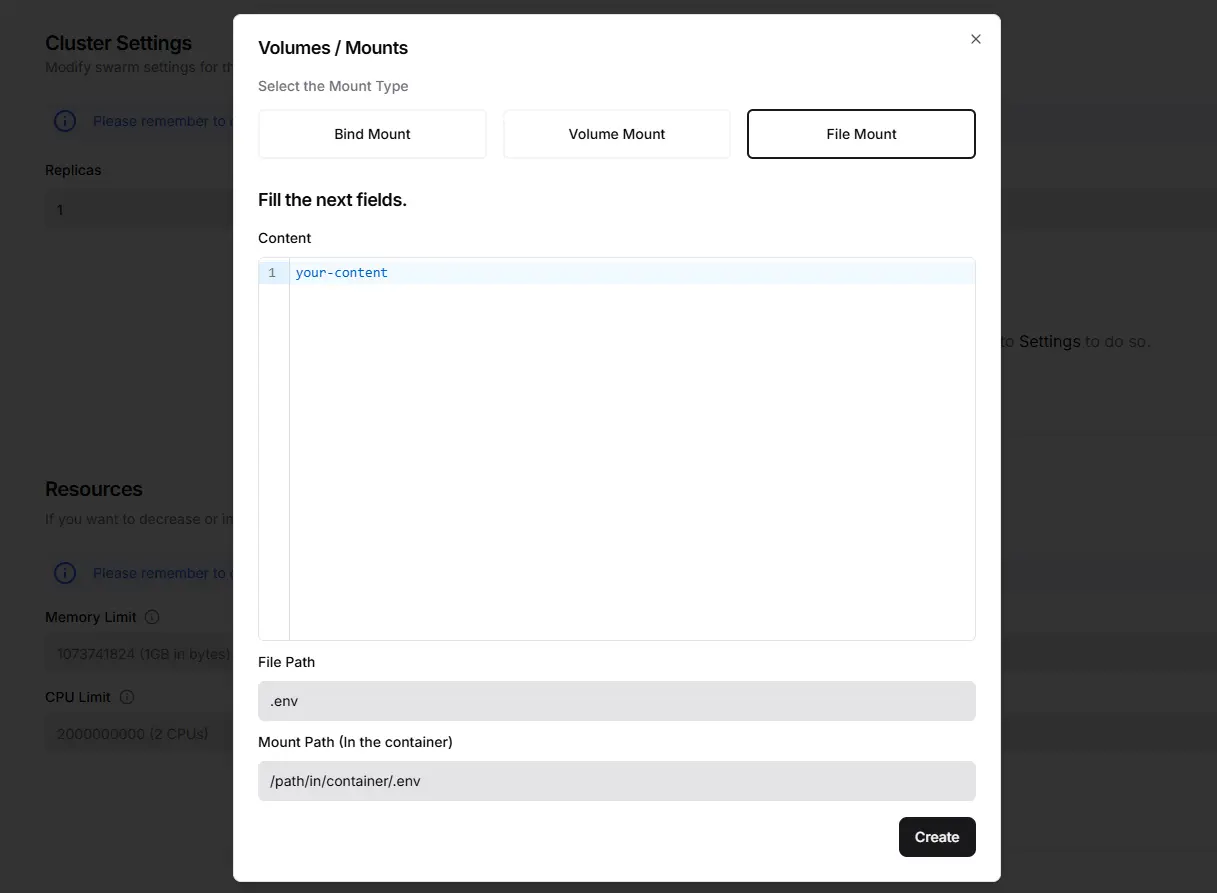 Cluster Settings
Modify swarm settings for
Please remember to
Replicas
1
to Settings to do so.
Resources
If you want to decrease or
Please remember to
Memory Limit
1073741824 (1GB in bytes)
CPU Limit
2000000000 (2 CPUs)
Volumes / Mounts
Select the Mount Type
Bind Mount
Volume Mount
File Mount
Fill the next fields.
Content
1 your-content
File Path
.env
Mount Path (In the container)
/path/in/container/.env
Create